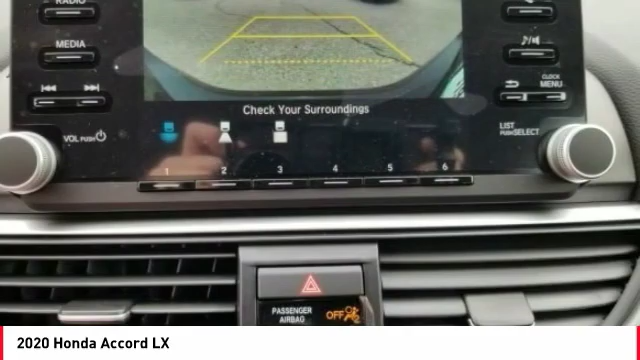 RADIO
MEDIA
VOL PUSH
Check Your Surroundings
CLOCK
MENU
LIST
PUSH SELECT
1 2 3 4 5 6
PASSENGER
AIRBAG
OFF
2020 Honda Accord LX